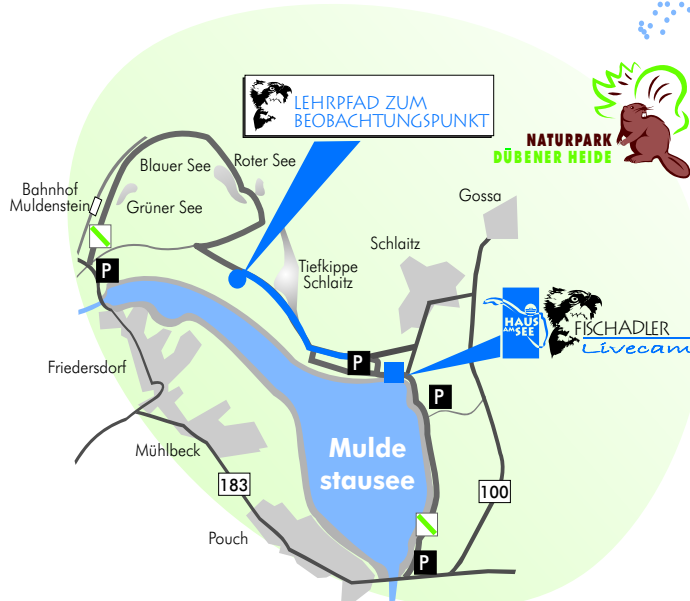 LEHRPFAD ZUM
BEOBACHTUNGSPUNKT
NATURPARK
DÜBENER HEIDE
Blauer See
Roter See
Bahnhof
Muldenstein
Grüner See
Gossa
Schlaitz
Tiefkippe
Schlaitz
P
HAUS
AM
SEE
FISCHADLER
Livecam
P
P
Friedersdorf
Mühlbeck
Mulde
stausee
183
100
Pouch
P